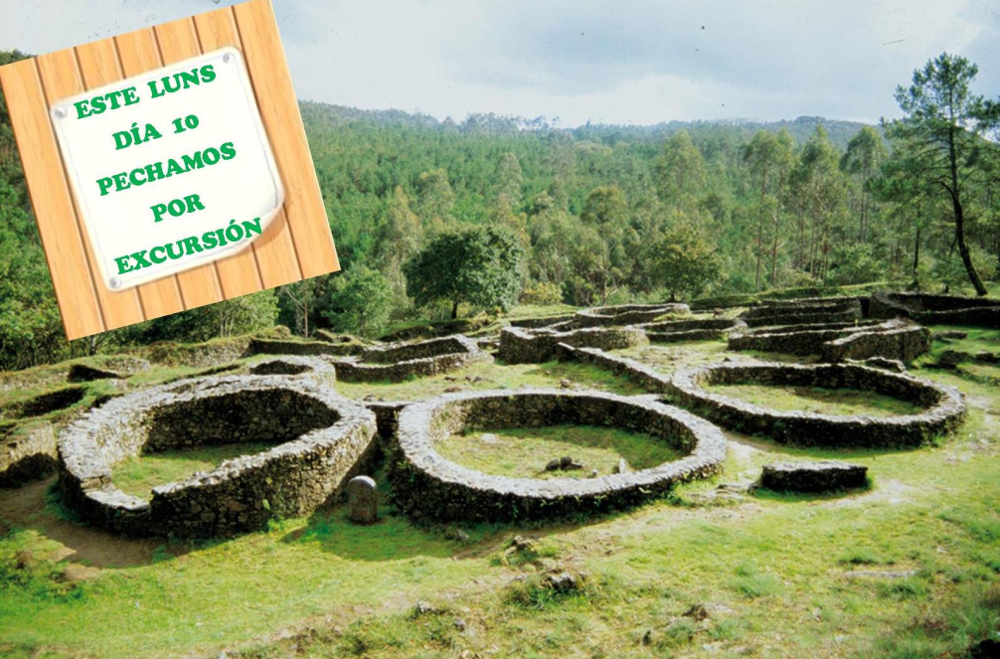 ESTE LUNS
DÍA 10
PECHAMOS
POR
EXCURSIÓN